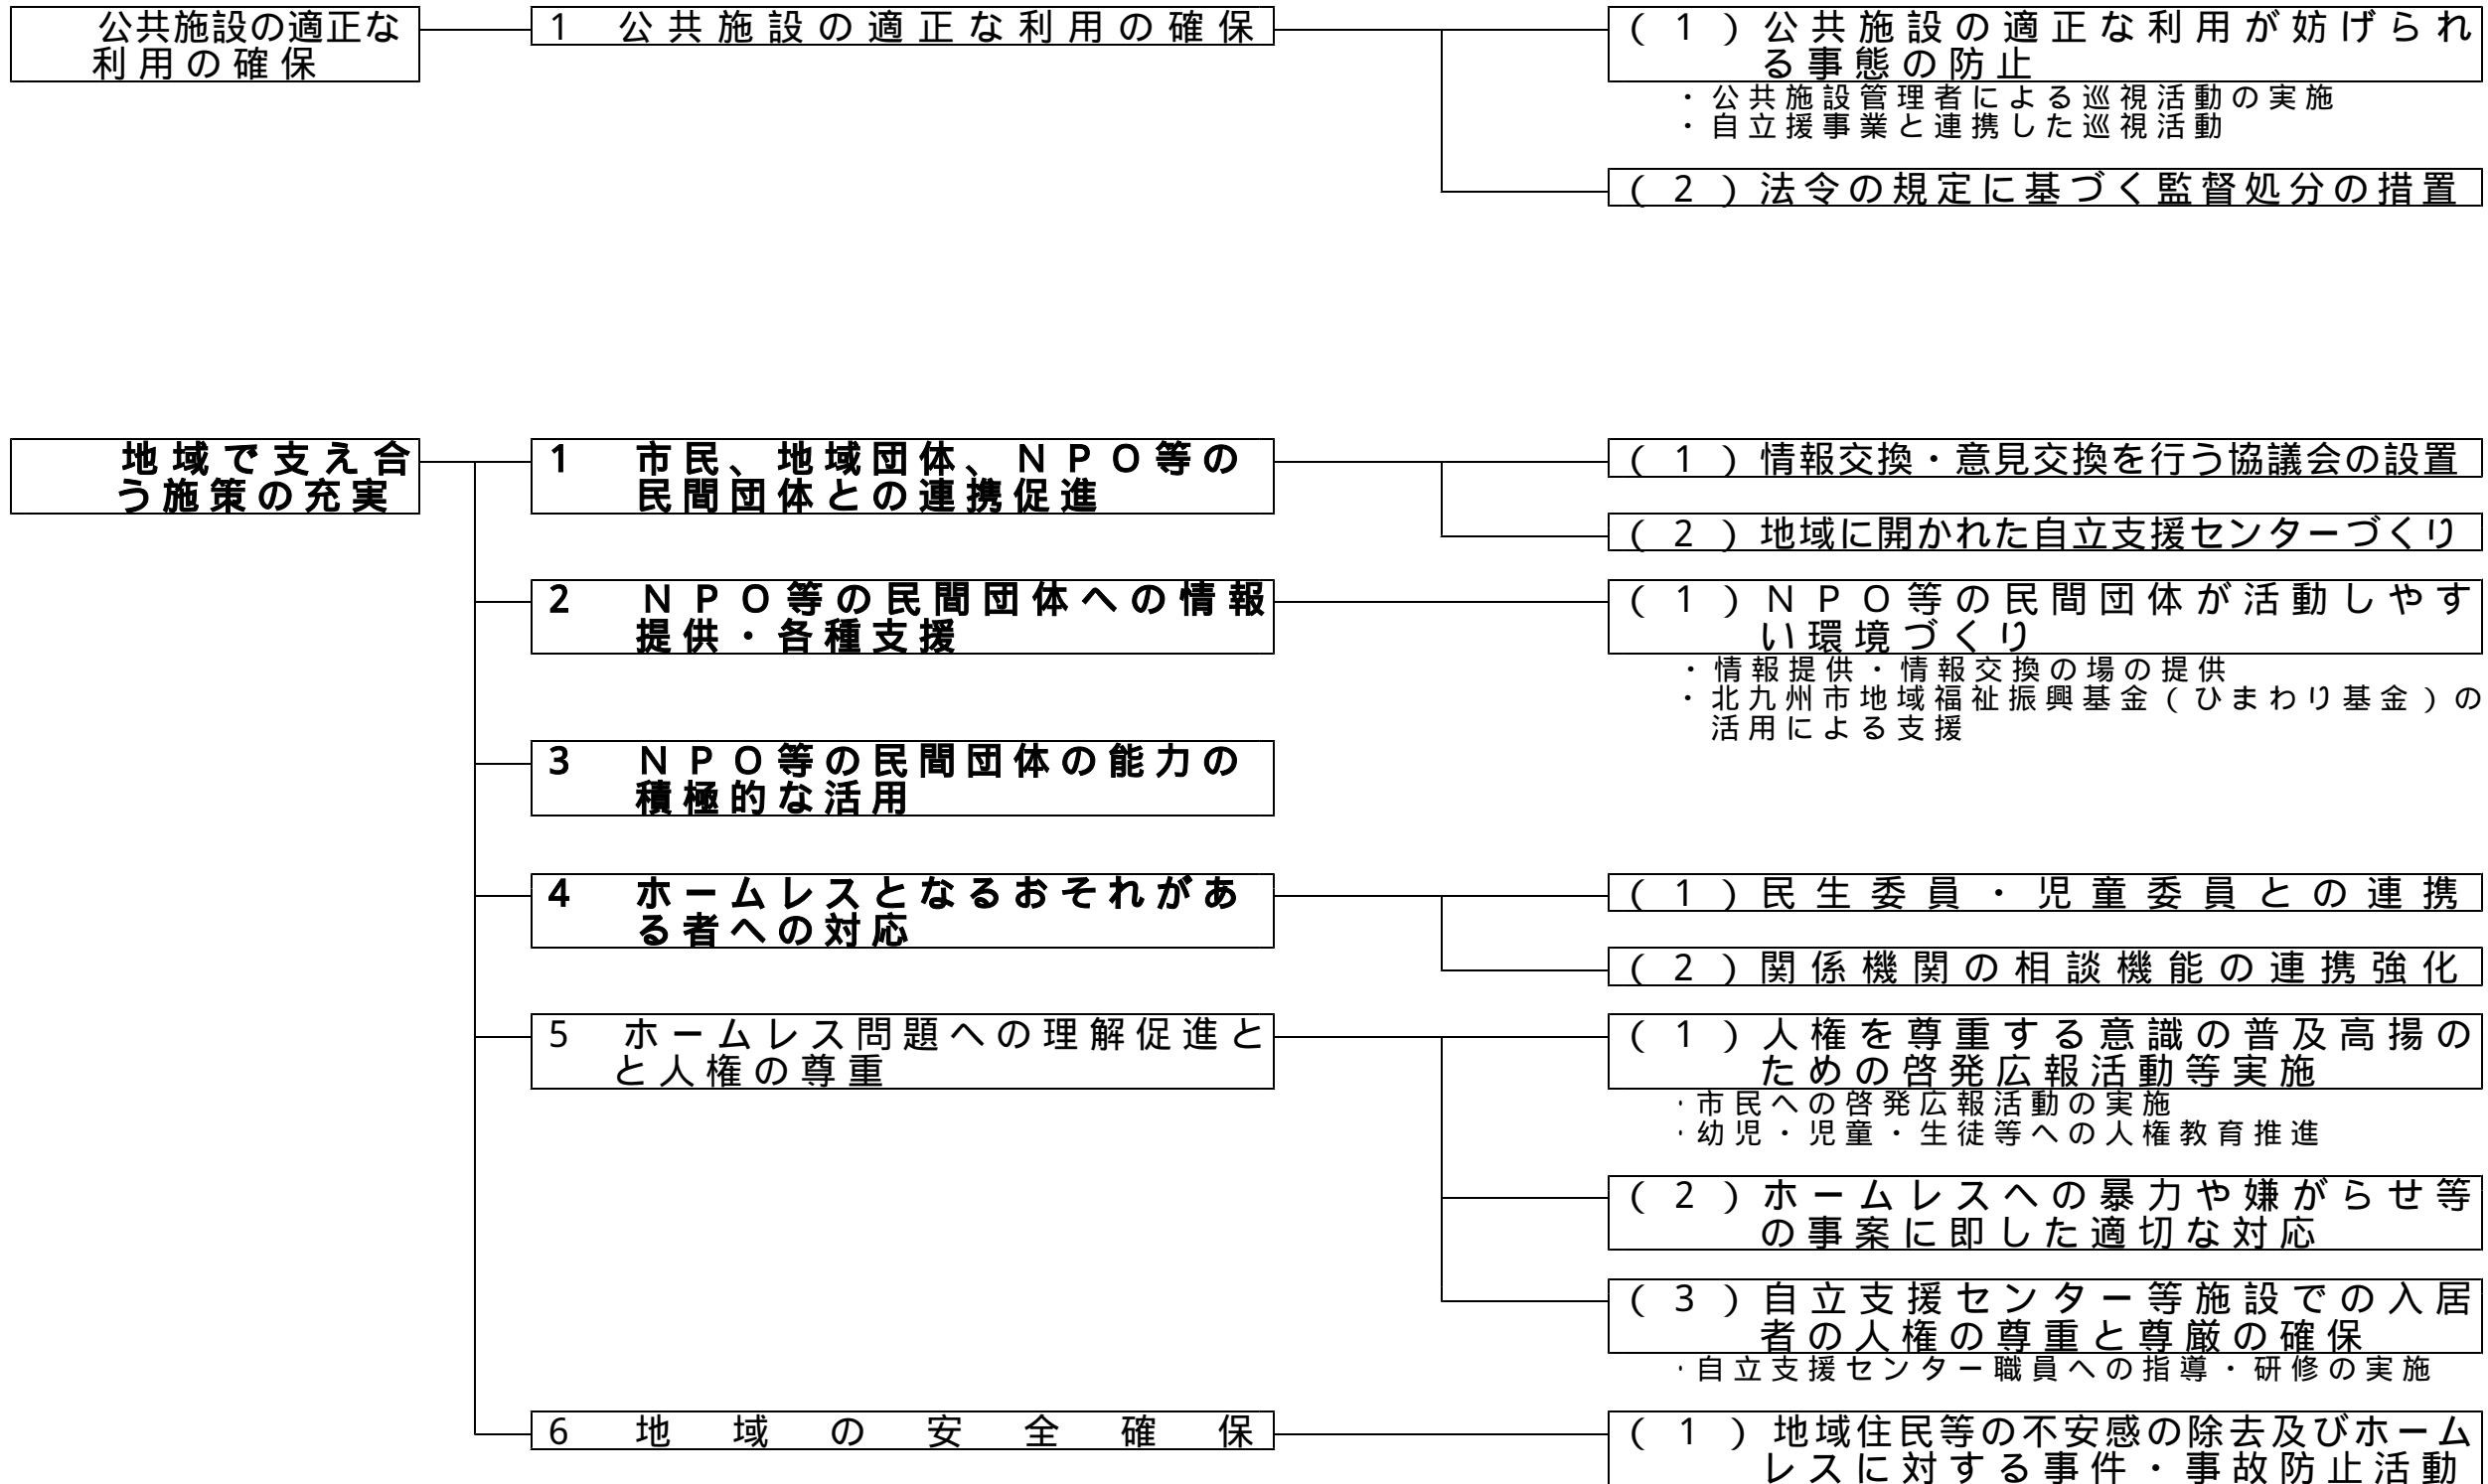 公共施設の適正な
利用の確保
1 公共施設の適正な利用の確保
(1)公共施設の適正な利用が妨げられ
る事態の防止
・公共施設管理者による巡視活動の実施
・自立援事業と連携した巡視活動
(2)法令の規定に基づく監督処分の措置
地域で支え合
う施策の充実
1 市民、地域団体、ＮＰＯ等の
民間団体との連携促進
(1)情報交換・意見交換を行う協議会の設置
(2)地域に開かれた自立支援センターづくり
2 ＮＰＯ等の民間団体への情報
提供・各種支援
(1)ＮＰＯ等の民間団体が活動しやす
い環境づくり
・情報提供・情報交換の場の提供
・北九州市地域福祉振興基金(ひまわり基金)の
活用による支援
3 ＮＰＯ等の民間団体の能力の
積極的な活用
4 ホームレスとなるおそれがあ
る者への対応
(1)民生委員・児童委員との連携
(2)関係機関の相談機能の連携強化
5 ホームレス問題への理解促進と
と人権の尊重
(1)人権を尊重する意識の普及高揚の
ための啓発広報活動等実施
・市民への啓発広報活動の実施
・幼児・児童・生徒等への人権教育推進
(2)ホームレスへの暴力や嫌がらせ等
の事案に即した適切な対応
(3)自立支援センター等施設での入居
者の人権の尊重と尊厳の確保
・自立支援センター職員への指導・研修の実施
6 地域の安全確保
(1)地域住民等の不安感の除去及びホーム
レスに対する事件・事故防止活動